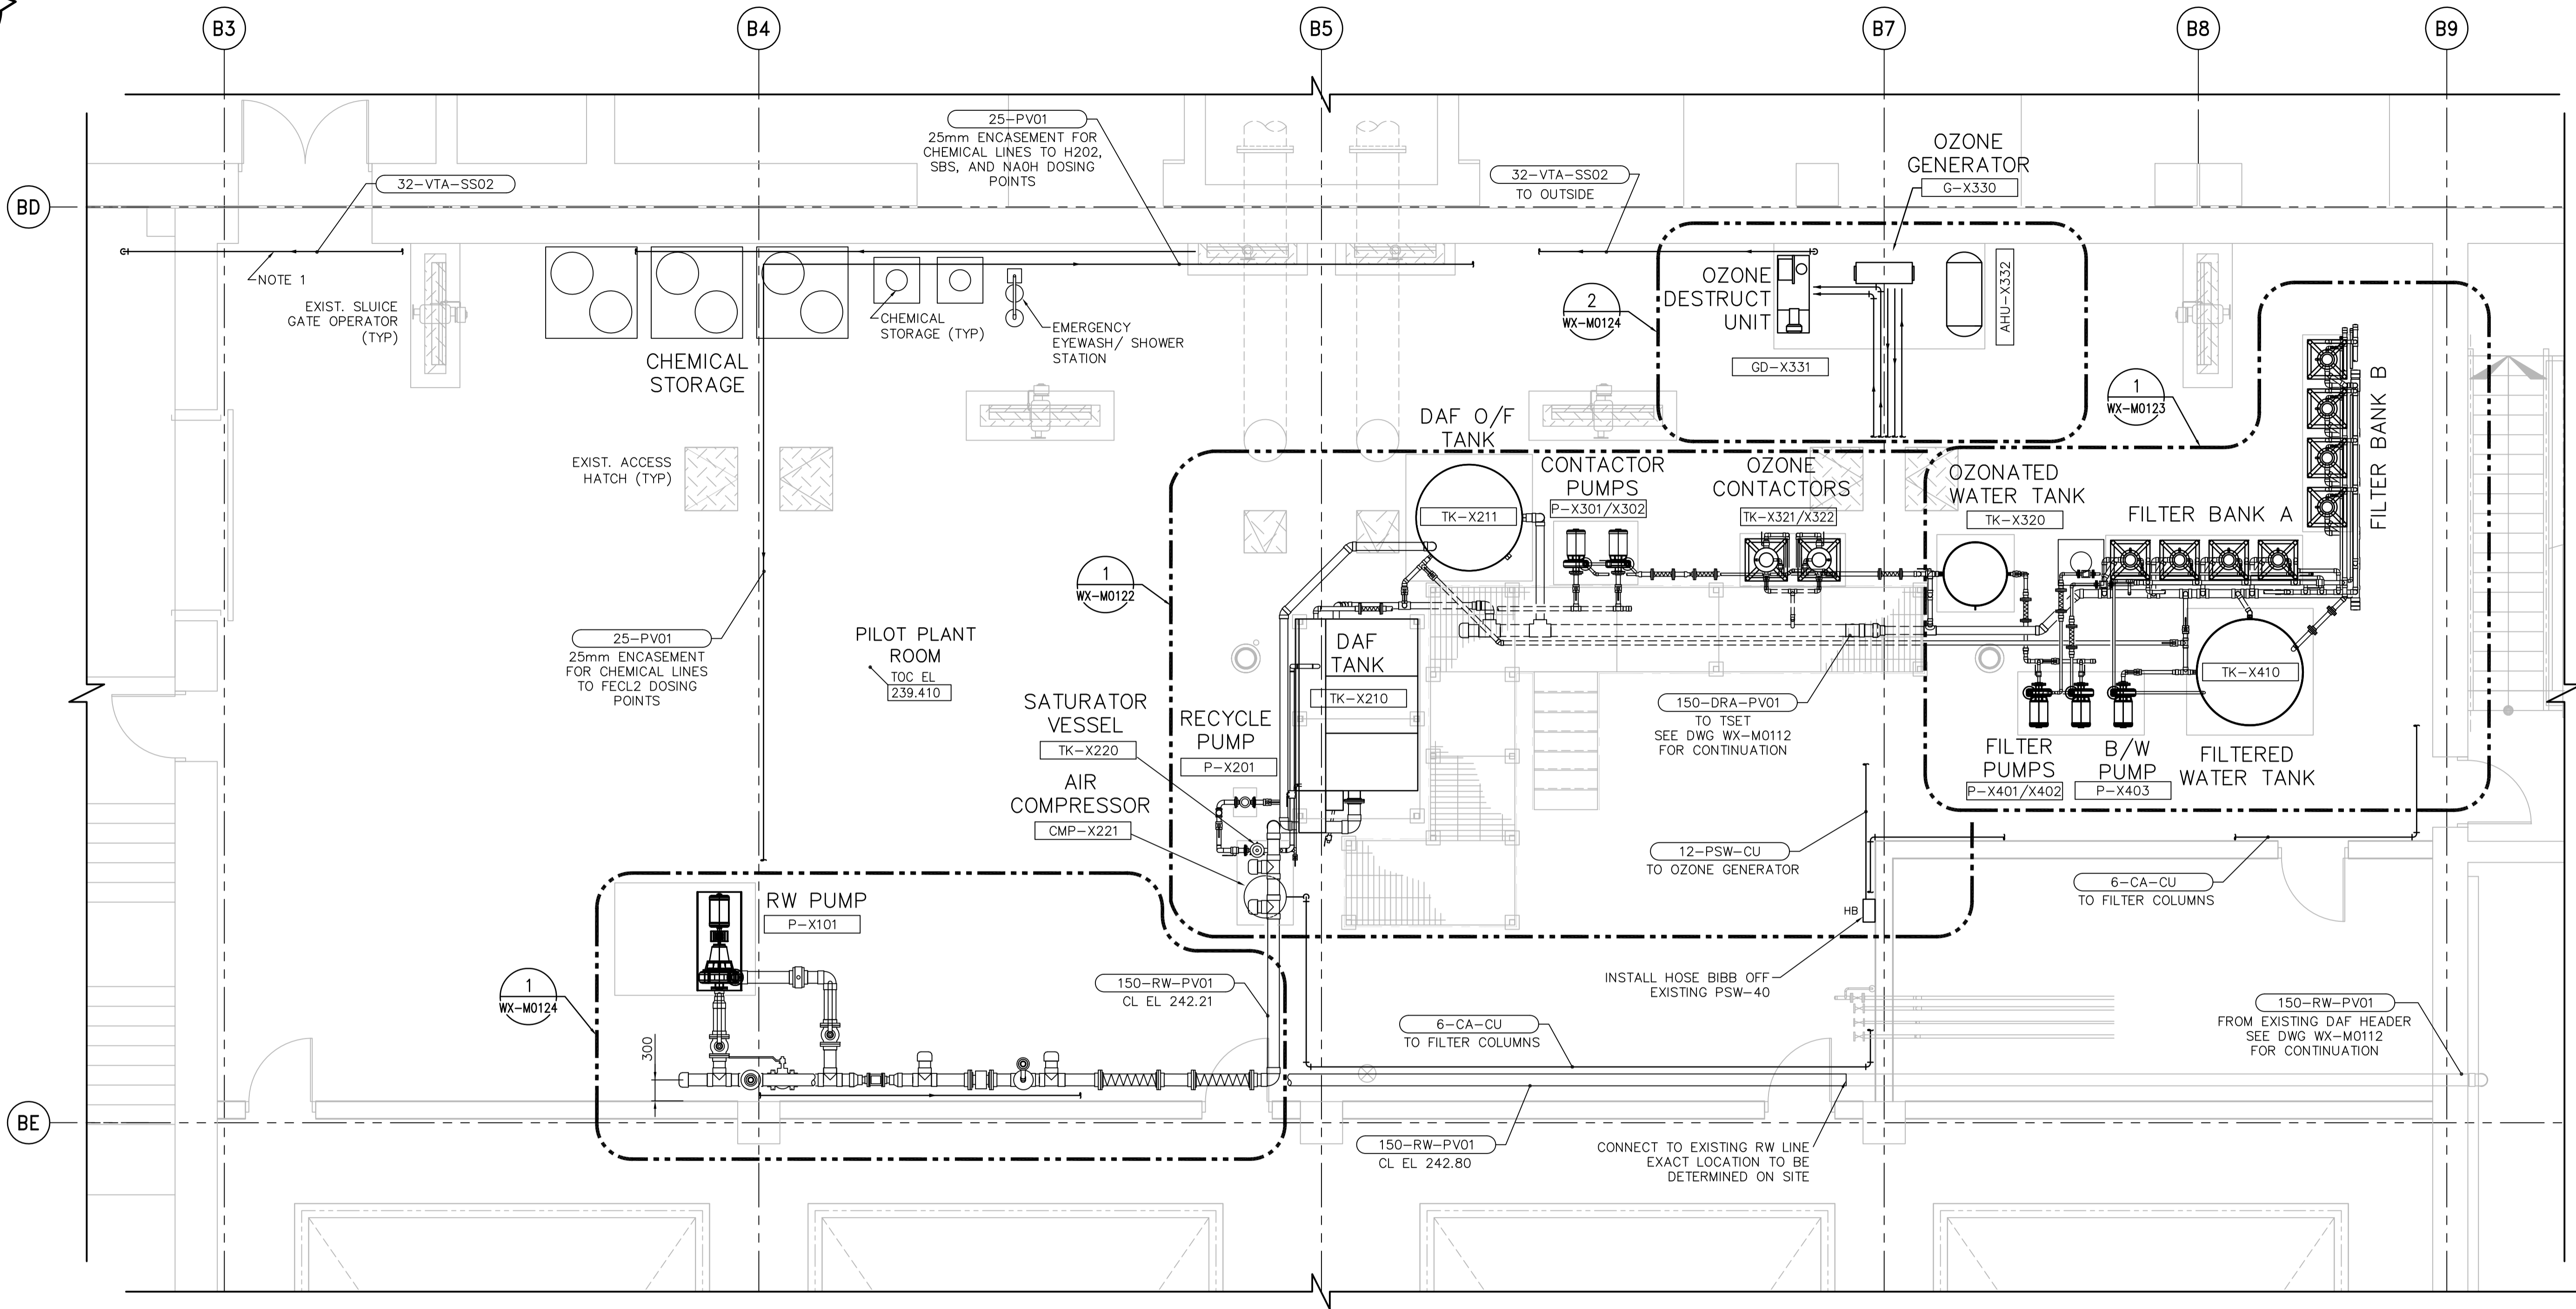 B3
B4
B5
B7
B8
B9
BD
BE
25-PV01
25mm ENCASEMENT FOR
CHEMICAL LINES TO H202,
SBS, AND NAOH DOSING
POINTS
32-VTA-SS02
NOTE 1
EXIST. SLUICE
GATE OPERATOR
(TYP)
CHEMICAL
STORAGE
CHEMICAL
STORAGE (TYP)
EMERGENCY
EYEWASH/ SHOWER
STATION
32-VTA-SS02
TO OUTSIDE
OZONE
GENERATOR
G-X330
OZONE
DESTRUCT
UNIT
GD-X331
AHU-X332
2
WX-M0124
1
WX-M0123
FILTER BANK B
EXIST. ACCESS
HATCH (TYP)
DAF O/F
TANK
TK-X211
CONTACTOR
PUMPS
P-X301/X302
OZONE
CONTACTORS
TK-X321/X322
OZONATED
WATER TANK
TK-X320
FILTER BANK A
1
WX-M0122
25-PV01
25mm ENCASEMENT
FOR CHEMICAL LINES
TO FECL2 DOSING
POINTS
PILOT PLANT
ROOM
TOC EL
239.410
DAF
TANK
TK-X210
SATURATOR
VESSEL
TK-X220
RECYCLE
PUMP
P-X201
AIR
COMPRESSOR
CMP-X221
150-DRA-PV01
TO TSET
SEE DWG WX-M0112
FOR CONTINUATION
TK-X410
FILTER
PUMPS
P-X401/X402
B/W
PUMP
P-X403
FILTERED
WATER TANK
12-PSW-CU
TO OZONE GENERATOR
6-CA-CU
TO FILTER COLUMNS
HB
INSTALL HOSE BIBB OFF
EXISTING PSW-40
RW PUMP
P-X101
1
WX-M0124
300
150-RW-PV01
CL EL 242.21
6-CA-CU
TO FILTER COLUMNS
150-RW-PV01
FROM EXISTING DAF HEADER
SEE DWG WX-M0112
FOR CONTINUATION
150-RW-PV01
CL EL 242.80
CONNECT TO EXISTING RW LINE
EXACT LOCATION TO BE
DETERMINED ON SITE